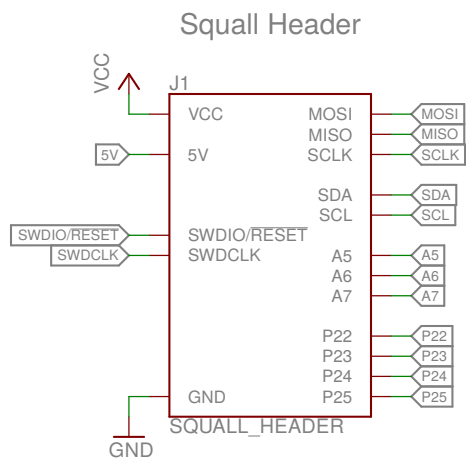 Squall Header
VCC
J1
VCC MOSI MOSI
MISO MISO
5V 5V SCLK SCLK
SDA SDA
SCL SCL
SWDIO/RESET SWDIO/RESET
SWDCLK SWDCLK A5 A5
A6 A6
A7 A7
P22 P22
P23 P23
P24 P24
GND P25 P25
SQUALL_HEADER
GND